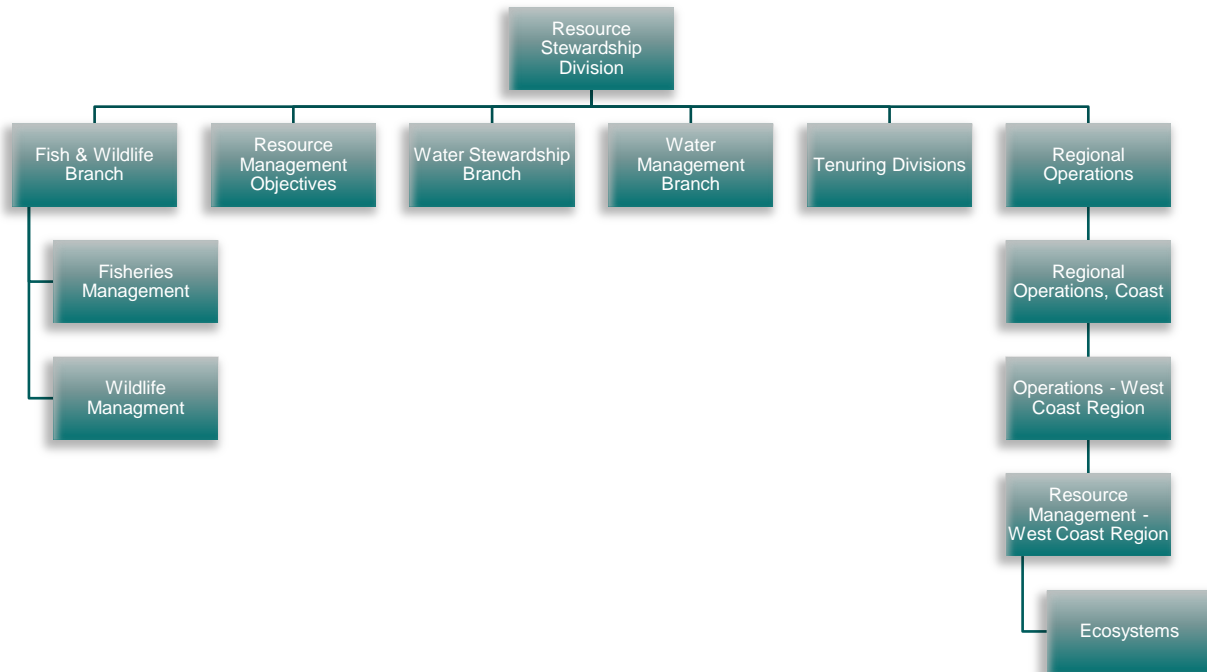 Resource
Stewardship
Division
Fish & Wildlife
Branch
Resource
Management
Objectives
Water Stewardship
Branch
Water
Management
Branch
Tenuring Divisions
Regional
Operations
Fisheries
Management
Regional
Operations, Coast
Wildlife
Managment
Operations - West
Coast Region
Resource
Management -
West Coast Region
Ecosystems